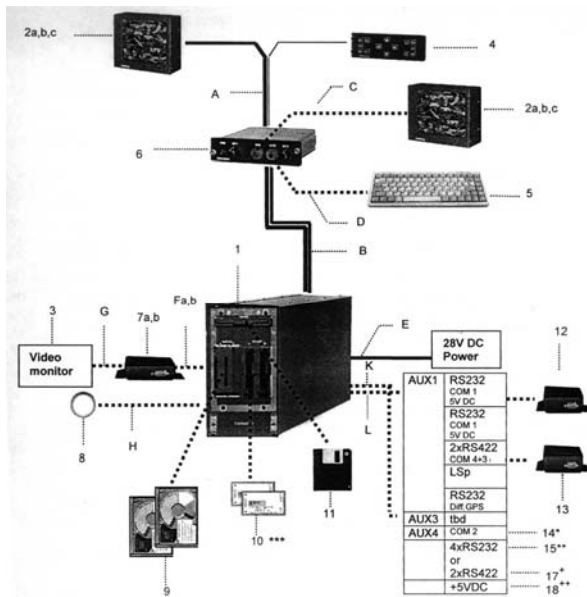 2a,b,c
4
A
C
2a,b,c
6
5
D
B
1
3
G
7a,b
Fa,b
E
28V DC
Power
12
Video
monitor
K
AUX1
RS232
COM 1
5V DC
L
RS232
COM 1
5V DC
8
H
2xRS422
COM 4+3
LSp
13
11
RS232
Diff.GPS
AUX3
tbd
10 ***
AUX4
COM 2
14*
9
4xRS232
or
2xRS422
15**
17+
+5VDC
18++